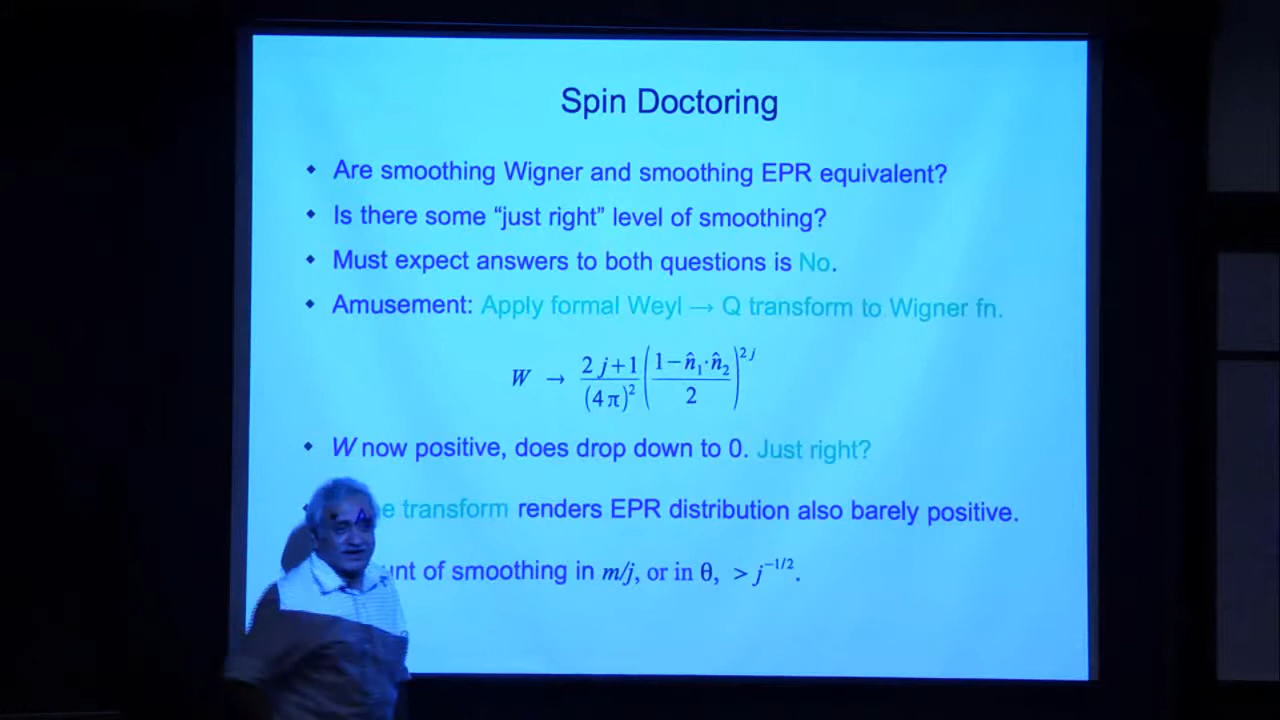 Spin Doctoring
• Are smoothing Wigner and smoothing EPR equivalent?
• Is there some “just right” level of smoothing?
• Must expect answers to both questions is No.
• Amusement: Apply formal Weyl → Q transform to Wigner fn.
W → (2j+1)/(4π)² ((1−n̂₁·n̂₂)/2)^{2j}
• W now positive, does drop down to 0. Just right?
transform renders EPR distribution also barely positive.
of smoothing in m/j, or in θ, > j^{−1/2}.